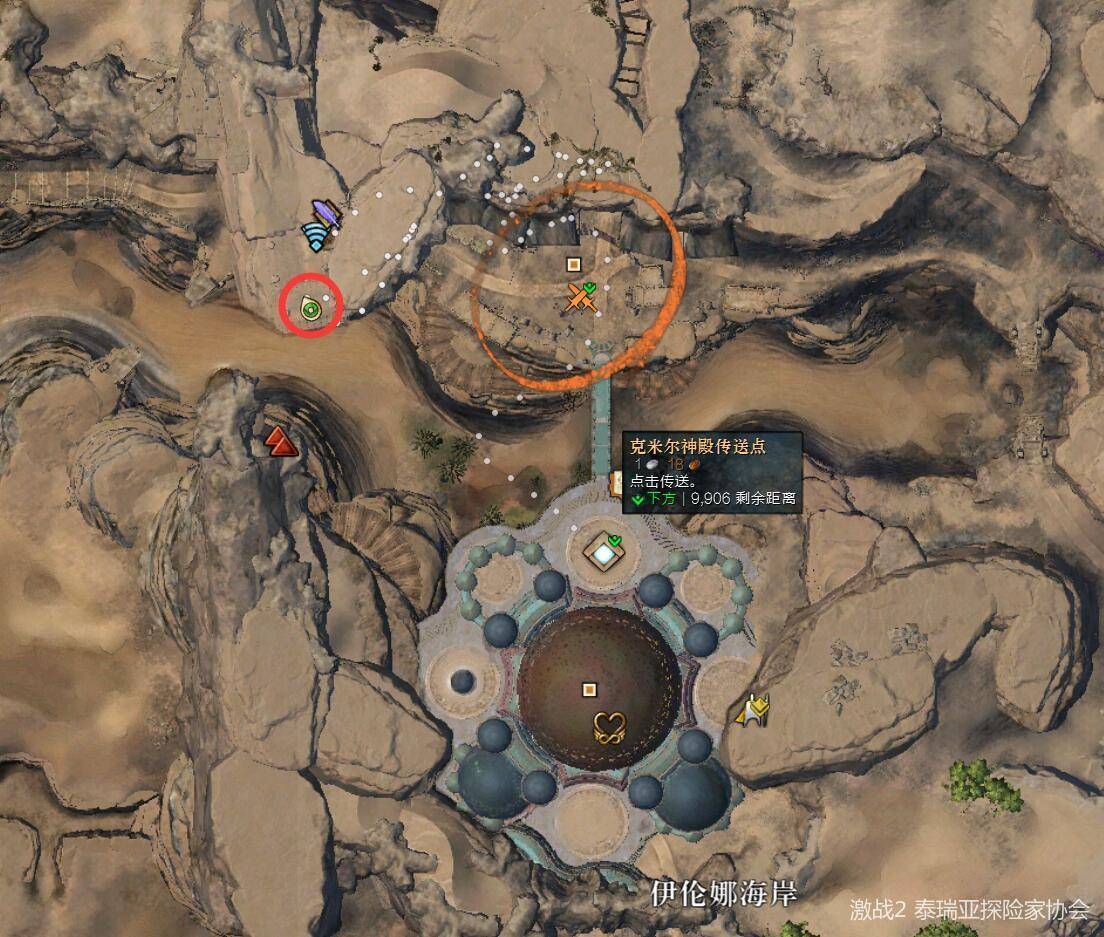 克米尔神殿传送点
1 18
点击传送。
下方 | 9,906 剩余距离
伊伦娜海岸
激战2 泰瑞亚探险家协会